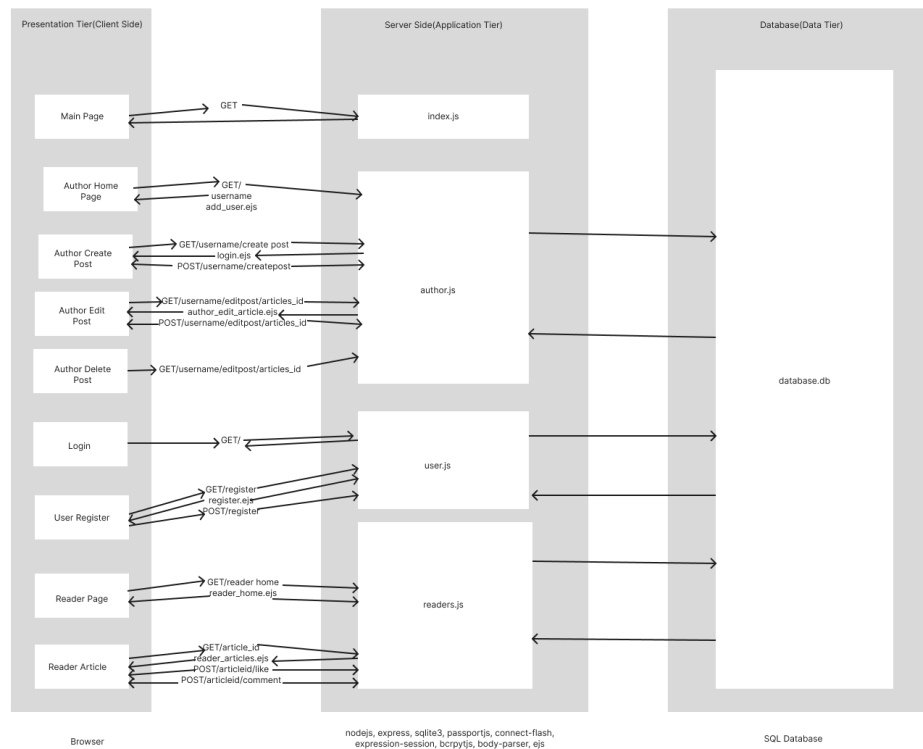 Presentation Tier(Client Side)
Server Side(Application Tier)
Database(Data Tier)
Main Page
GET
index.js
Author Home
Page
GET/
username
add_user.ejs
Author Create
Post
GET/username/create post
login.ejs
POST/username/createpost
author.js
Author Edit
Post
GET/username/editpost/articles_id
author_edit_article.ejs
POST/username/editpost/articles_id
Author Delete
Post
GET/username/editpost/articles_id
database.db
Login
GET/
user.js
User Register
GET/register
register.ejs
POST/register
Reader Page
GET/reader home
reader_home.ejs
readers.js
Reader Article
GET/article_id
reader_articles.ejs
POST/articleid/like
POST/articleid/comment
Browser
nodejs, express, sqlite3, passportjs, connect-flash,
expression-session, bcrpytjs, body-parser, ejs
SQL Database